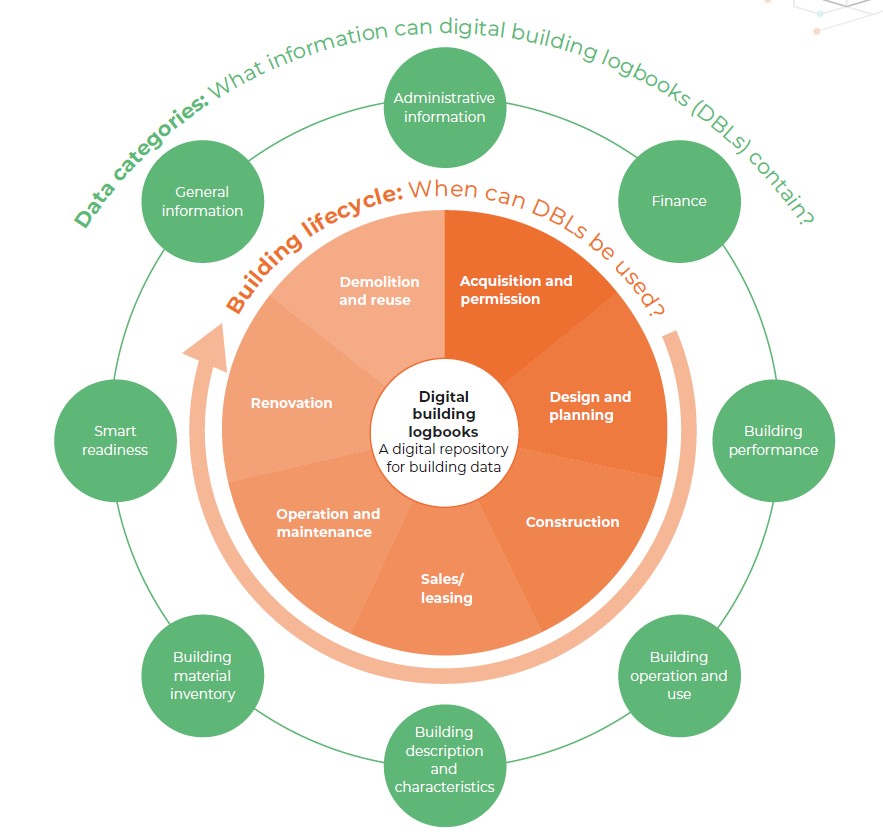 Data categories: What information can digital building logbooks (DBLs) contain?
Administrative
information
Finance
Building
performance
Building
operation and
use
Building
description
and
characteristics
Building
material
inventory
Smart
readiness
General
information
Building lifecycle: When can DBLs be used?
Acquisition and
permission
Design and
planning
Construction
Sales/
leasing
Operation and
maintenance
Renovation
Demolition
and reuse
Digital
building
logbooks
A digital repository
for building data